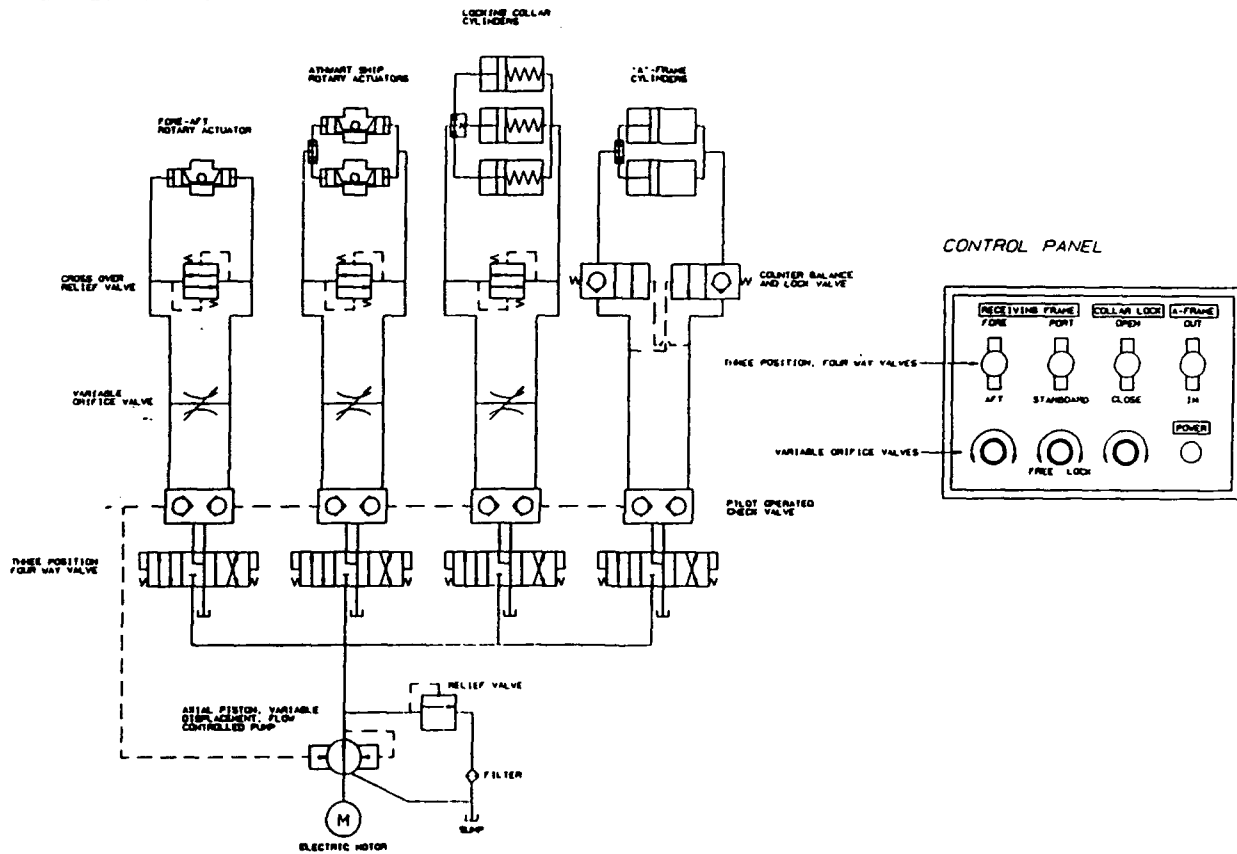 LOCKING COLLAR
CYLINDERS
ATHWART SHIP
ROTARY ACTUATORS
"A"-FRAME
CYLINDERS
FORE-AFT
ROTARY ACTUATOR
CROSS OVER
RELIEF VALVE
COUNTER BALANCE
AND LOCK VALVE
VARIABLE
ORIFICE VALVE
PILOT OPERATED
CHECK VALVE
THREE POSITION
FOUR WAY VALVE
RELIEF VALVE
AXIAL PISTON, VARIABLE
DISPLACEMENT, FLOW
CONTROLLED PUMP
FILTER
SUMP
M
ELECTRIC MOTOR
CONTROL PANEL
RECEIVING FRAME
COLLAR LOCK
A-FRAME
FORE
PORT
OPEN
OUT
THREE POSITION, FOUR WAY VALVES
AFT
STARBOARD
CLOSE
IN
POWER
VARIABLE ORIFICE VALVES
FREE LOCK